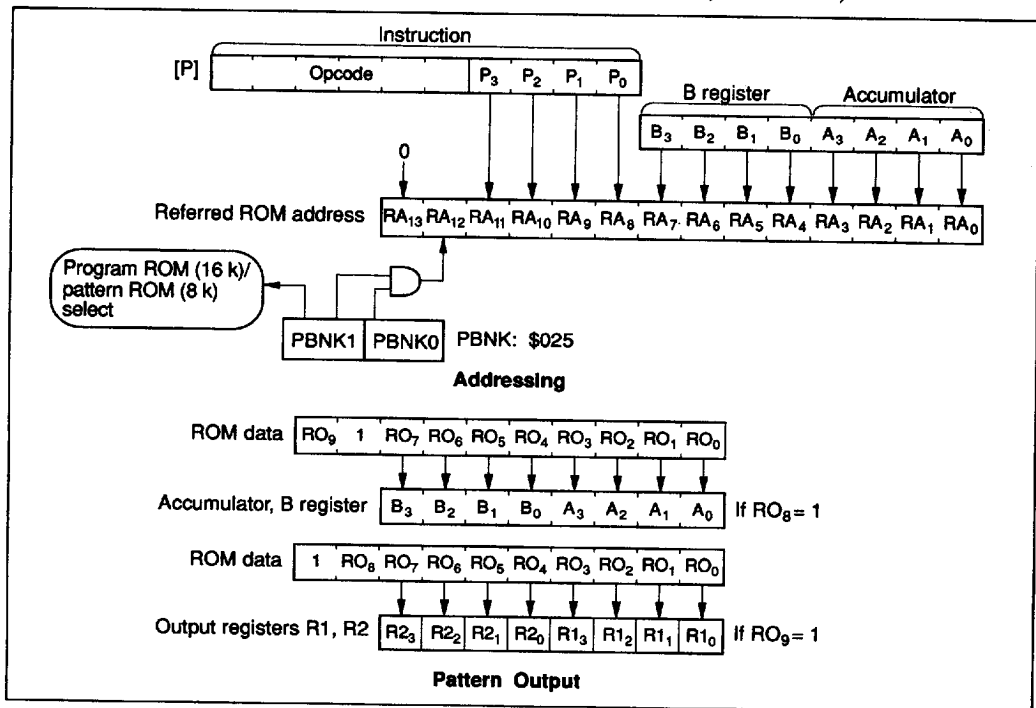 Instruction
[P] Opcode P3 P2 P1 P0
B register Accumulator
B3 B2 B1 B0 A3 A2 A1 A0
0
Referred ROM address RA13 RA12 RA11 RA10 RA9 RA8 RA7 RA6 RA5 RA4 RA3 RA2 RA1 RA0
Program ROM (16 k)/
pattern ROM (8 k)
select
PBNK1 PBNK0 PBNK: $025
Addressing
ROM data RO9 1 RO7 RO6 RO5 RO4 RO3 RO2 RO1 RO0
Accumulator, B register B3 B2 B1 B0 A3 A2 A1 A0 If RO8 = 1
ROM data 1 RO8 RO7 RO6 RO5 RO4 RO3 RO2 RO1 RO0
Output registers R1, R2 R23 R22 R21 R20 R13 R12 R11 R10 If RO9 = 1
Pattern Output